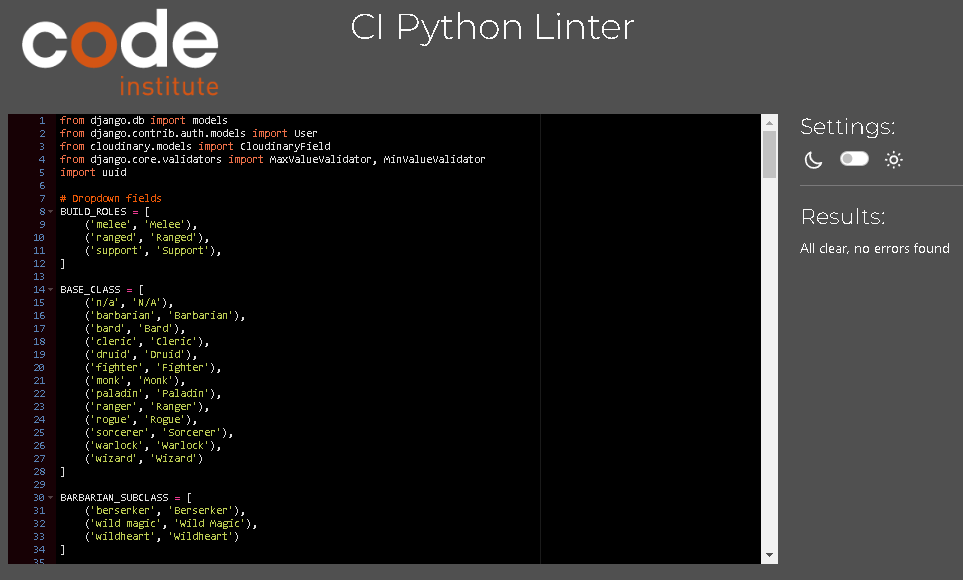 code
institute
CI Python Linter
1 from django.db import models
2 from django.contrib.auth.models import User
3 from cloudinary.models import CloudinaryField
4 from django.core.validators import MaxValueValidator, MinValueValidator
5 import uuid
6
7 # Dropdown fields
8 BUILD_ROLES = [
9     ('melee', 'Melee'),
10     ('ranged', 'Ranged'),
11     ('support', 'Support'),
12 ]
13
14 BASE_CLASS = [
15     ('n/a', 'N/A'),
16     ('barbarian', 'Barbarian'),
17     ('bard', 'Bard'),
18     ('cleric', 'Cleric'),
19     ('druid', 'Druid'),
20     ('fighter', 'Fighter'),
21     ('monk', 'Monk'),
22     ('paladin', 'Paladin'),
23     ('ranger', 'Ranger'),
24     ('rogue', 'Rogue'),
25     ('sorcerer', 'Sorcerer'),
26     ('warlock', 'Warlock'),
27     ('wizard', 'Wizard')
28 ]
29
30 BARBARIAN_SUBCLASS = [
31     ('berserker', 'Berserker'),
32     ('wild magic', 'Wild Magic'),
33     ('wildheart', 'Wildheart')
34 ]
35
Settings:
Results:
All clear, no errors found